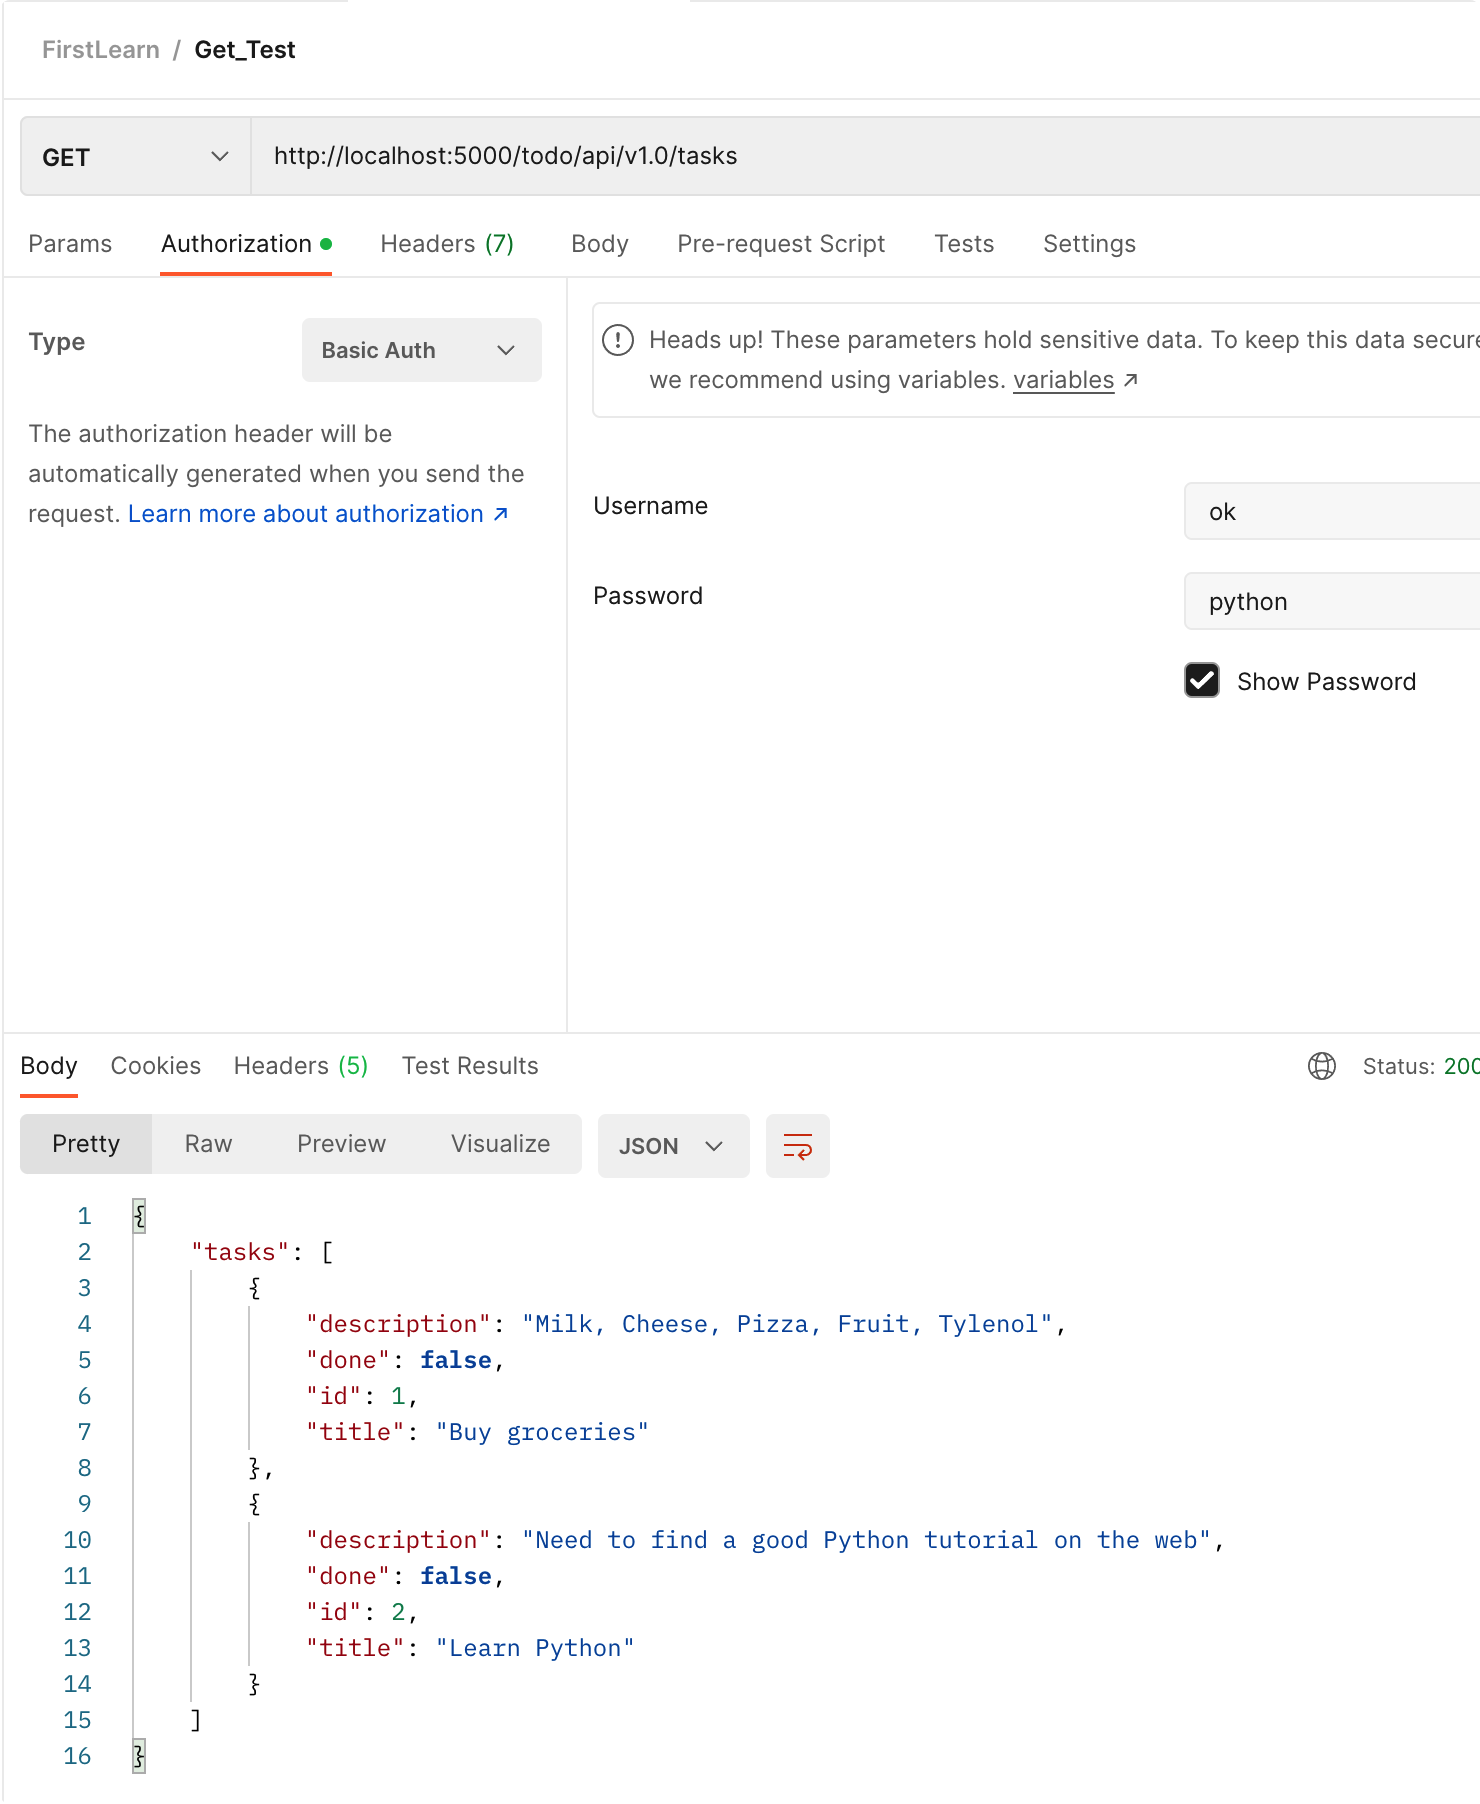 FirstLearn / Get_Test
GET http://localhost:5000/todo/api/v1.0/tasks
Params Authorization Headers (7) Body Pre-request Script Tests Settings
Type Basic Auth
The authorization header will be
automatically generated when you send the
request. Learn more about authorization ↗
Heads up! These parameters hold sensitive data. To keep this data secure
we recommend using variables. variables ↗
Username ok
Password python
Show Password
Body Cookies Headers (5) Test Results Status: 200
Pretty Raw Preview Visualize JSON
1 {
2 "tasks": [
3 {
4 "description": "Milk, Cheese, Pizza, Fruit, Tylenol",
5 "done": false,
6 "id": 1,
7 "title": "Buy groceries"
8 },
9 {
10 "description": "Need to find a good Python tutorial on the web",
11 "done": false,
12 "id": 2,
13 "title": "Learn Python"
14 }
15 ]
16 }